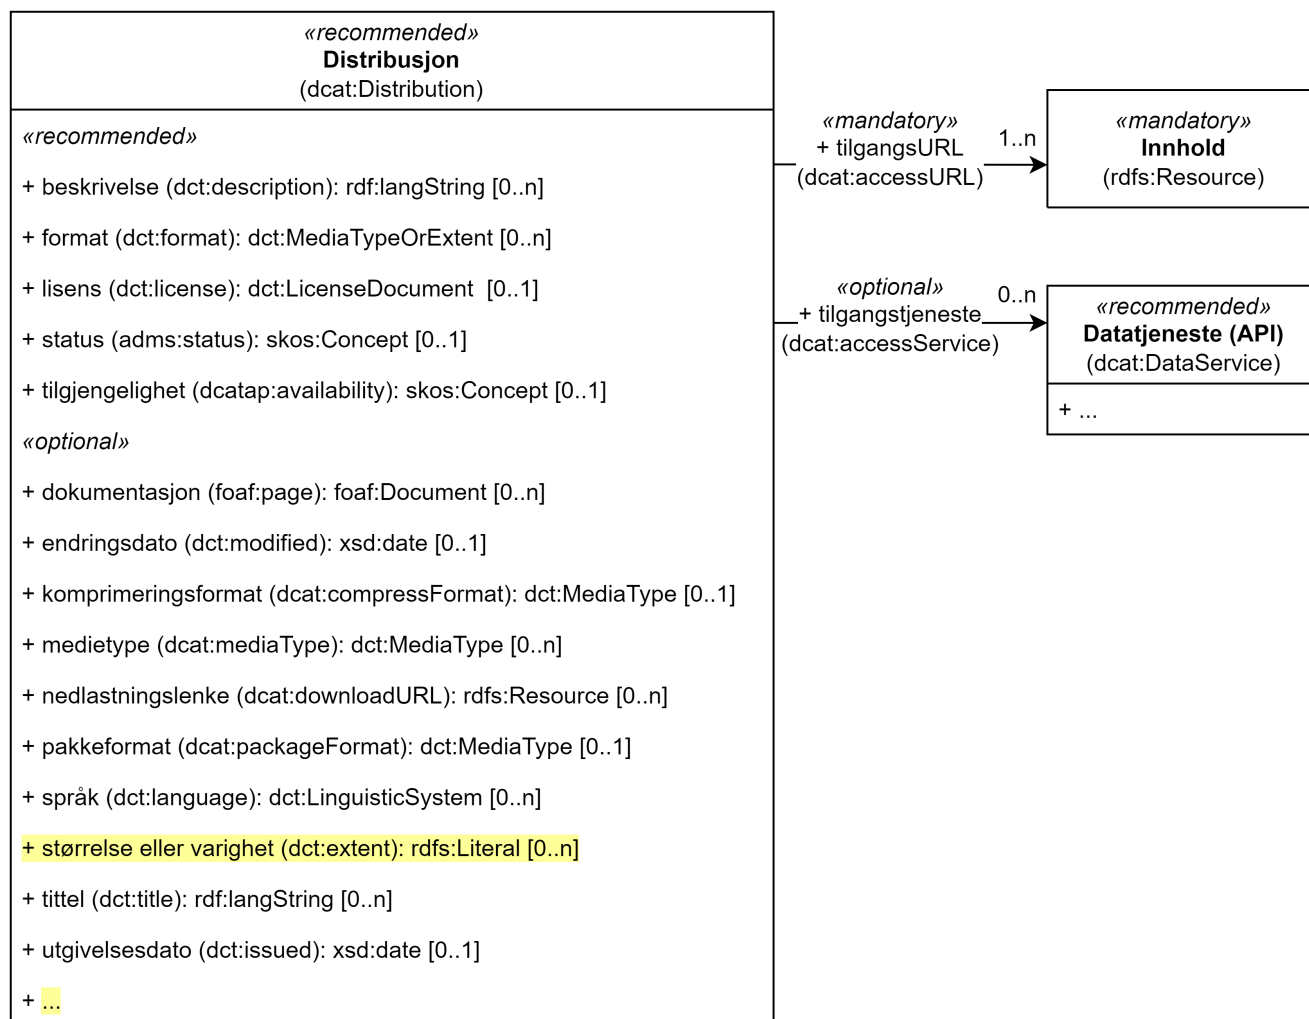 «recommended»
Distribusjon
(dcat:Distribution)
«recommended»
+ beskrivelse (dct:description): rdf:langString [0..n]
+ format (dct:format): dct:MediaTypeOrExtent [0..n]
+ lisens (dct:license): dct:LicenseDocument  [0..1]
+ status (adms:status): skos:Concept [0..1]
+ tilgjengelighet (dcatap:availability): skos:Concept [0..1]
«optional»
+ dokumentasjon (foaf:page): foaf:Document [0..n]
+ endringsdato (dct:modified): xsd:date [0..1]
+ komprimeringsformat (dcat:compressFormat): dct:MediaType [0..1]
+ medietype (dcat:mediaType): dct:MediaType [0..n]
+ nedlastningslenke (dcat:downloadURL): rdfs:Resource [0..n]
+ pakkeformat (dcat:packageFormat): dct:MediaType [0..1]
+ språk (dct:language): dct:LinguisticSystem [0..n]
+ størrelse eller varighet (dct:extent): rdfs:Literal [0..n]
+ tittel (dct:title): rdf:langString [0..n]
+ utgivelsesdato (dct:issued): xsd:date [0..1]
+ ...
«mandatory»
+ tilgangsURL
(dcat:accessURL)
1..n
«mandatory»
Innhold
(rdfs:Resource)
«optional»
+ tilgangstjeneste
(dcat:accessService)
0..n
«recommended»
Datatjeneste (API)
(dcat:DataService)
+ ...